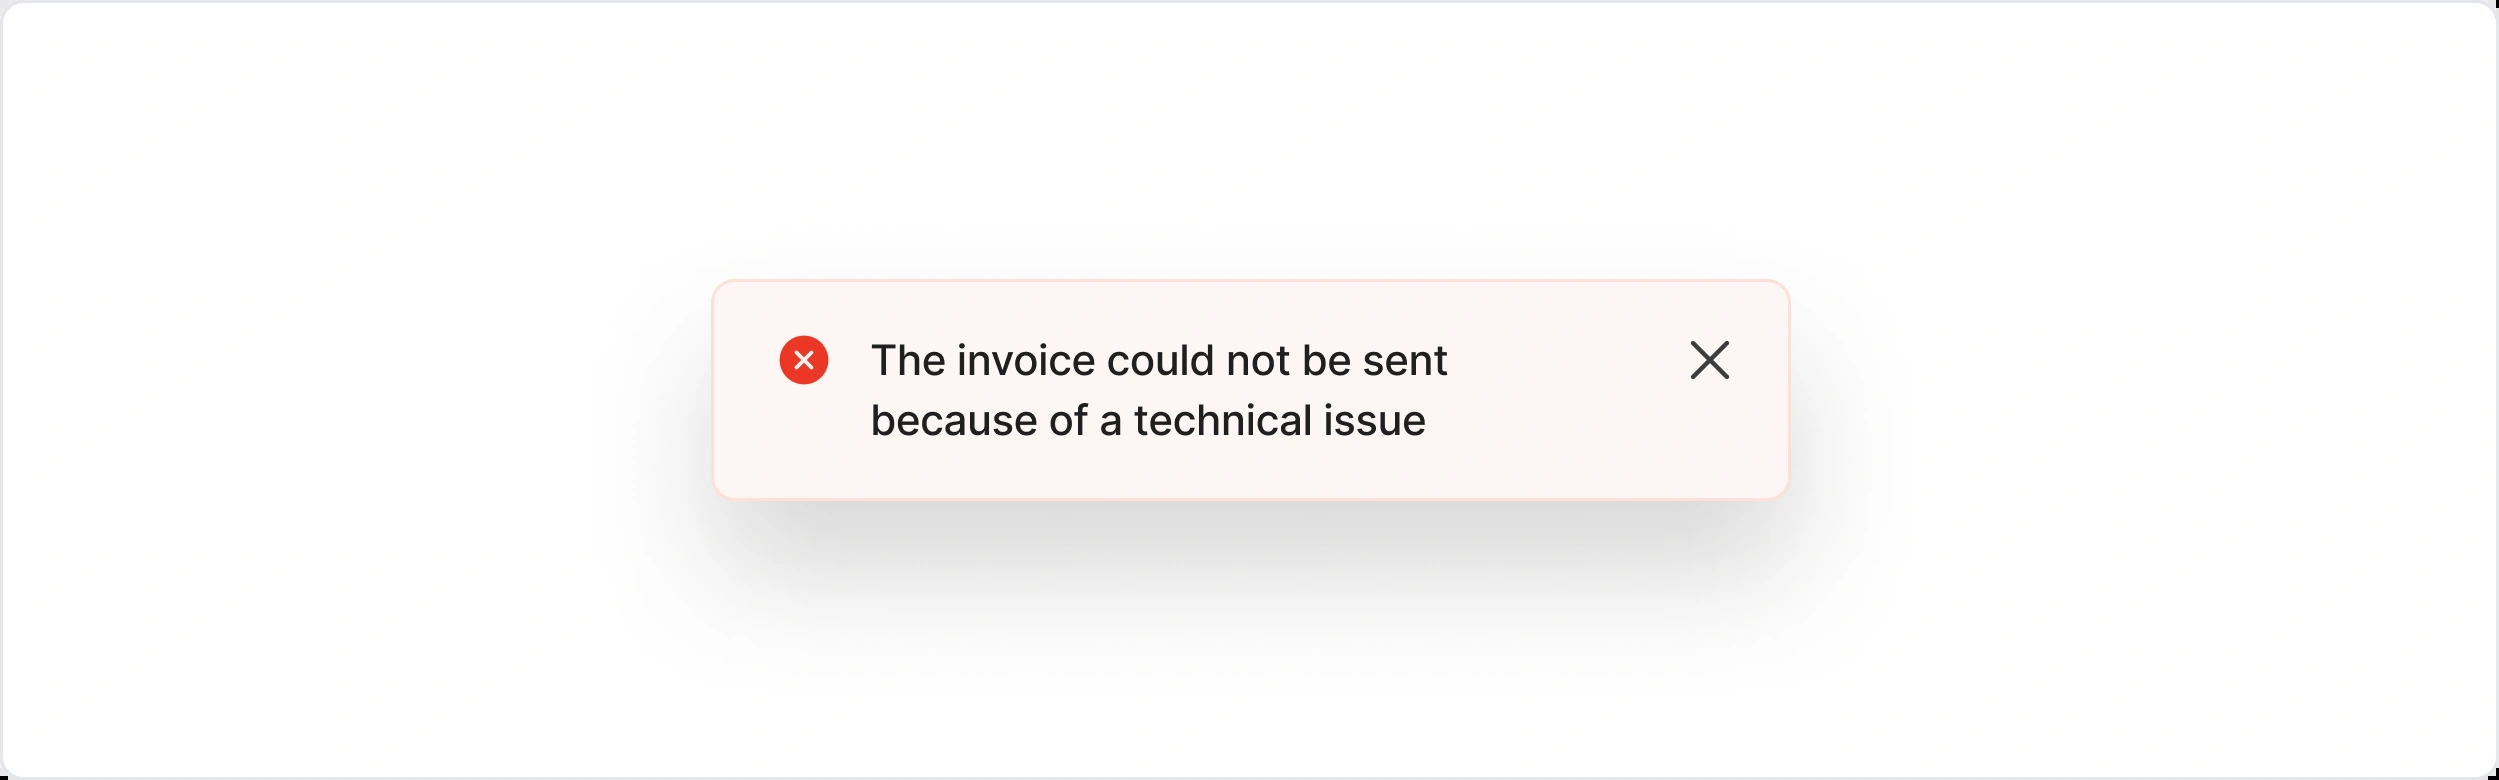 The invoice could not be sent
because of a technical issue